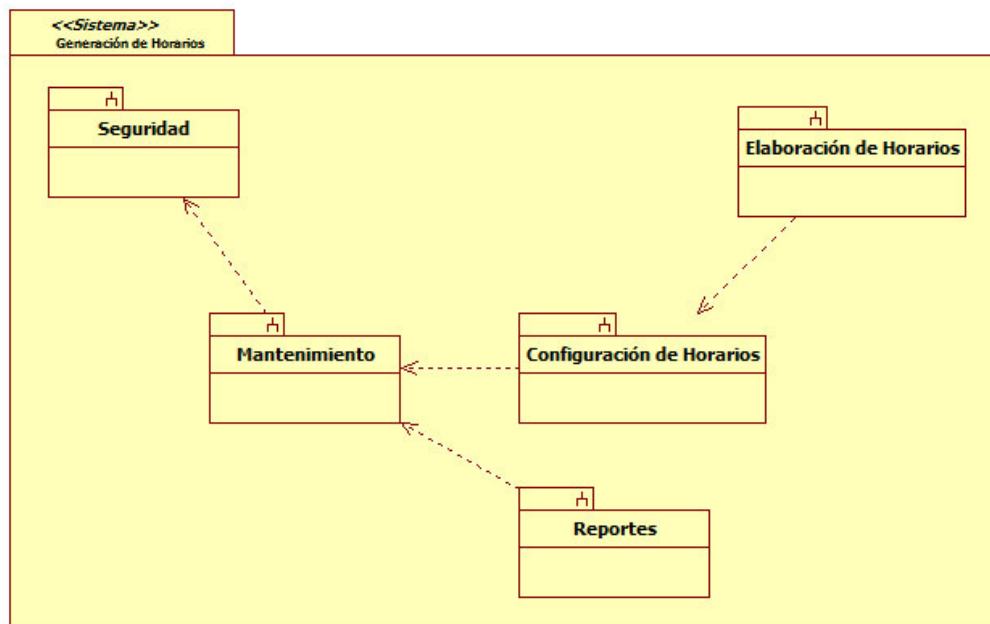 <<Sistema>>
Generación de Horarios
Seguridad
Elaboración de Horarios
Mantenimiento
Configuración de Horarios
Reportes